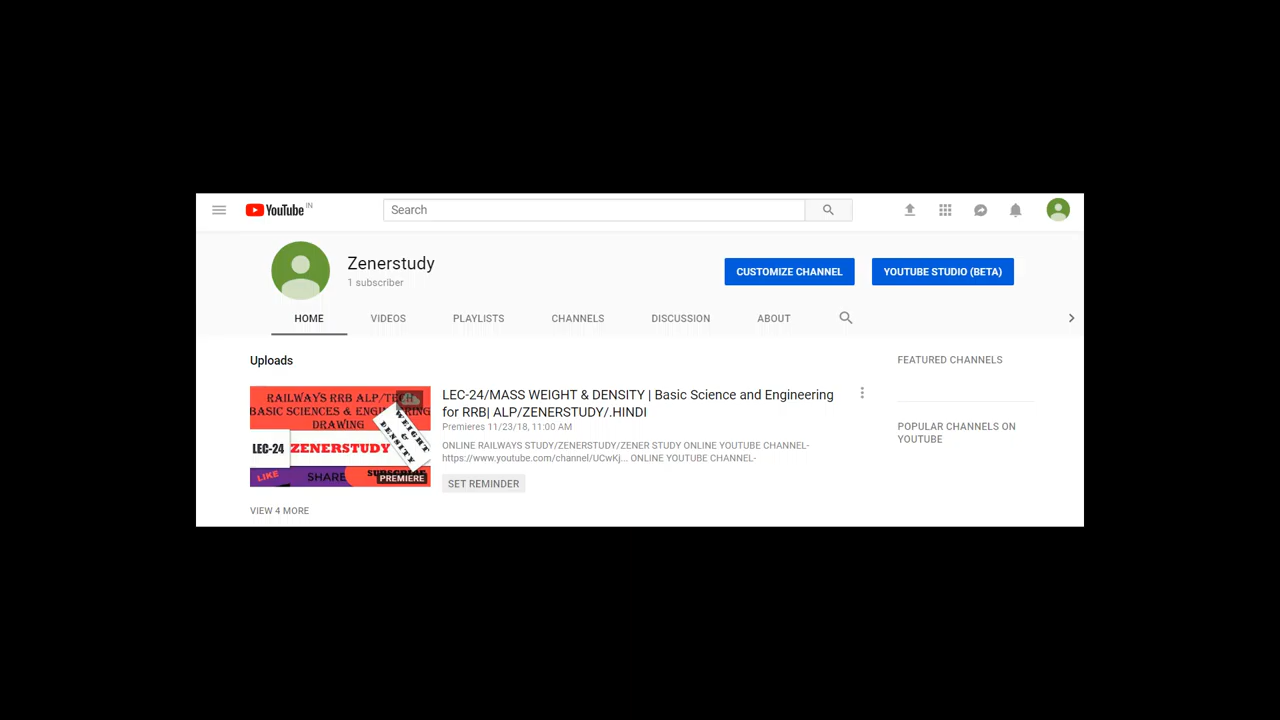 YouTube IN
Search
Zenerstudy
1 subscriber
CUSTOMIZE CHANNEL
YOUTUBE STUDIO (BETA)
HOME VIDEOS PLAYLISTS CHANNELS DISCUSSION ABOUT
Uploads
FEATURED CHANNELS
RAILWAYS RRB ALP/TECH
BASIC SCIENCES & ENGINEERING
DRAWING
LEC-24 ZENERSTUDY
WEIGHT
&
DENSITY
LIKE SHARE SUBSCRIBE
PREMIERE
LEC-24/MASS WEIGHT & DENSITY | Basic Science and Engineering
for RRB| ALP/ZENERSTUDY/.HINDI
Premieres 11/23/18, 11:00 AM
ONLINE RAILWAYS STUDY/ZENERSTUDY/ZENER STUDY ONLINE YOUTUBE CHANNEL-
https://www.youtube.com/channel/UCwKj... ONLINE YOUTUBE CHANNEL-
SET REMINDER
POPULAR CHANNELS ON
YOUTUBE
VIEW 4 MORE